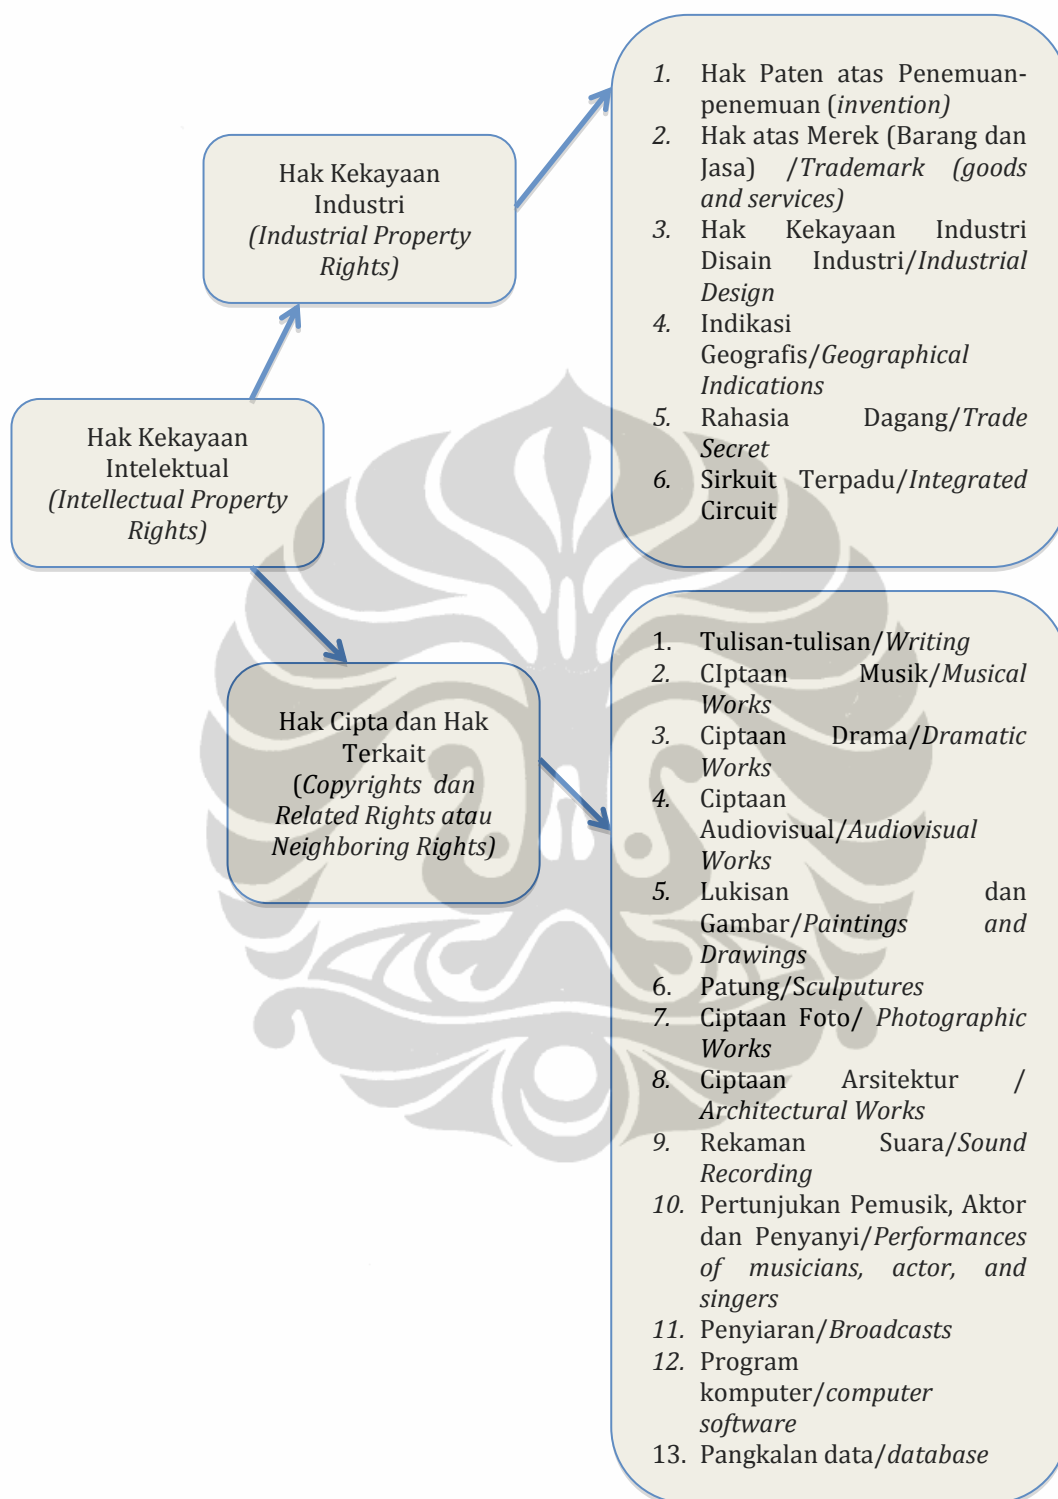 Hak Kekayaan
Intelektual
(Intellectual Property
Rights)
Hak Kekayaan
Industri
(Industrial Property
Rights)
1. Hak Paten atas Penemuan-
penemuan (invention)
2. Hak atas Merek (Barang dan
Jasa) /Trademark (goods
and services)
3. Hak Kekayaan Industri
Disain Industri/Industrial
Design
4. Indikasi
Geografis/Geographical
Indications
5. Rahasia Dagang/Trade
Secret
6. Sirkuit Terpadu/Integrated
Circuit
Hak Cipta dan Hak
Terkait
(Copyrights dan
Related Rights atau
Neighboring Rights)
1. Tulisan-tulisan/Writing
2. CIptaan Musik/Musical
Works
3. Ciptaan Drama/Dramatic
Works
4. Ciptaan
Audiovisual/Audiovisual
Works
5. Lukisan dan
Gambar/Paintings and
Drawings
6. Patung/Sculputures
7. Ciptaan Foto/ Photographic
Works
8. Ciptaan Arsitektur /
Architectural Works
9. Rekaman Suara/Sound
Recording
10. Pertunjukan Pemusik, Aktor
dan Penyanyi/Performances
of musicians, actor, and
singers
11. Penyiaran/Broadcasts
12. Program
komputer/computer
software
13. Pangkalan data/database